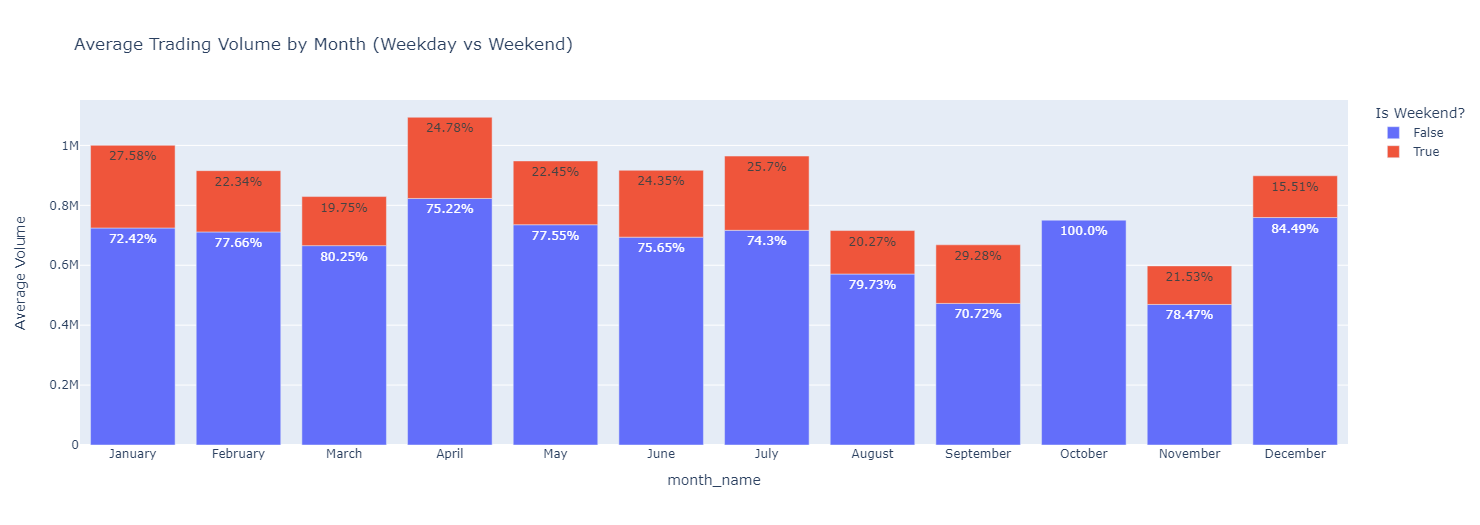 Average Trading Volume by Month (Weekday vs Weekend)
Is Weekend?
False
True
Average Volume
1M
0.8M
0.6M
0.4M
0.2M
0
27.58%
72.42%
22.34%
77.66%
19.75%
80.25%
24.78%
75.22%
22.45%
77.55%
24.35%
75.65%
25.7%
74.3%
20.27%
79.73%
29.28%
70.72%
100.0%
21.53%
78.47%
15.51%
84.49%
January
February
March
April
May
June
July
August
September
October
November
December
month_name